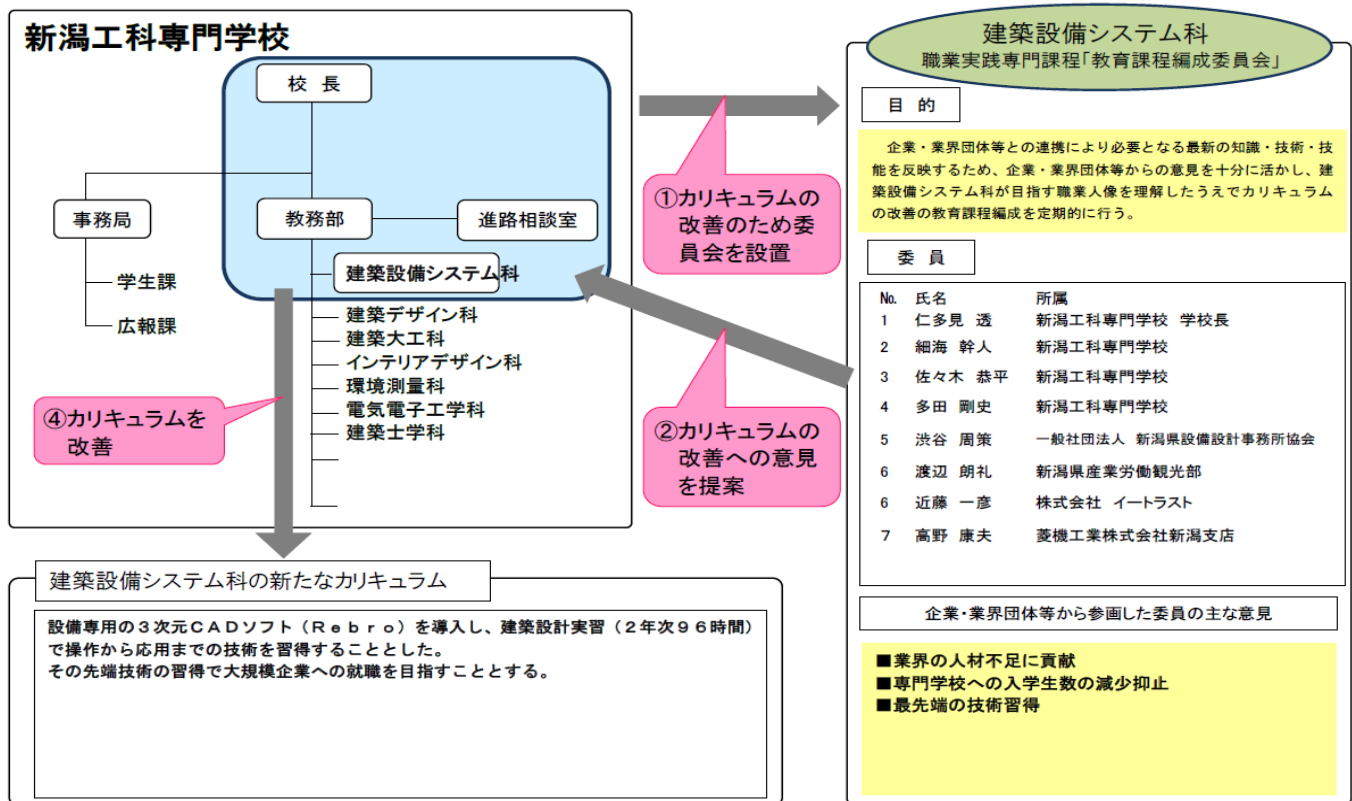 新潟工科専門学校
校 長
事務局
教務部
進路相談室
学生課
広報課
建築設備システム科
建築デザイン科
建築大工科
インテリアデザイン科
環境測量科
電気電子工学科
建築士学科
①カリキュラムの
改善のため委
員会を設置
②カリキュラムの
改善への意見
を提案
④カリキュラムを
改善
建築設備システム科の新たなカリキュラム
設備専用の3次元CADソフト(Rebro)を導入し、建築設計実習(2年次96時間)
で操作から応用までの技術を習得することとした。
その先端技術の習得で大規模企業への就職を目指すこととする。
建築設備システム科
職業実践専門課程「教育課程編成委員会」
目 的
企業・業界団体等との連携により必要となる最新の知識・技術・技
能を反映するため、企業・業界団体等からの意見を十分に活かし、建
築設備システム科が目指す職業人像を理解したうえでカリキュラム
の改善の教育課程編成を定期的に行う。
委 員
No. 氏名 所属
1 仁多見 透 新潟工科専門学校 学校長
2 細海 幹人 新潟工科専門学校
3 佐々木 恭平 新潟工科専門学校
4 多田 剛史 新潟工科専門学校
5 渋谷 周策 一般社団法人 新潟県設備設計事務所協会
6 渡辺 朗礼 新潟県産業労働観光部
6 近藤 一彦 株式会社 イートラスト
7 高野 康夫 菱機工業株式会社新潟支店
企業・業界団体等から参画した委員の主な意見
■業界の人材不足に貢献
■専門学校への入学生数の減少抑止
■最先端の技術習得